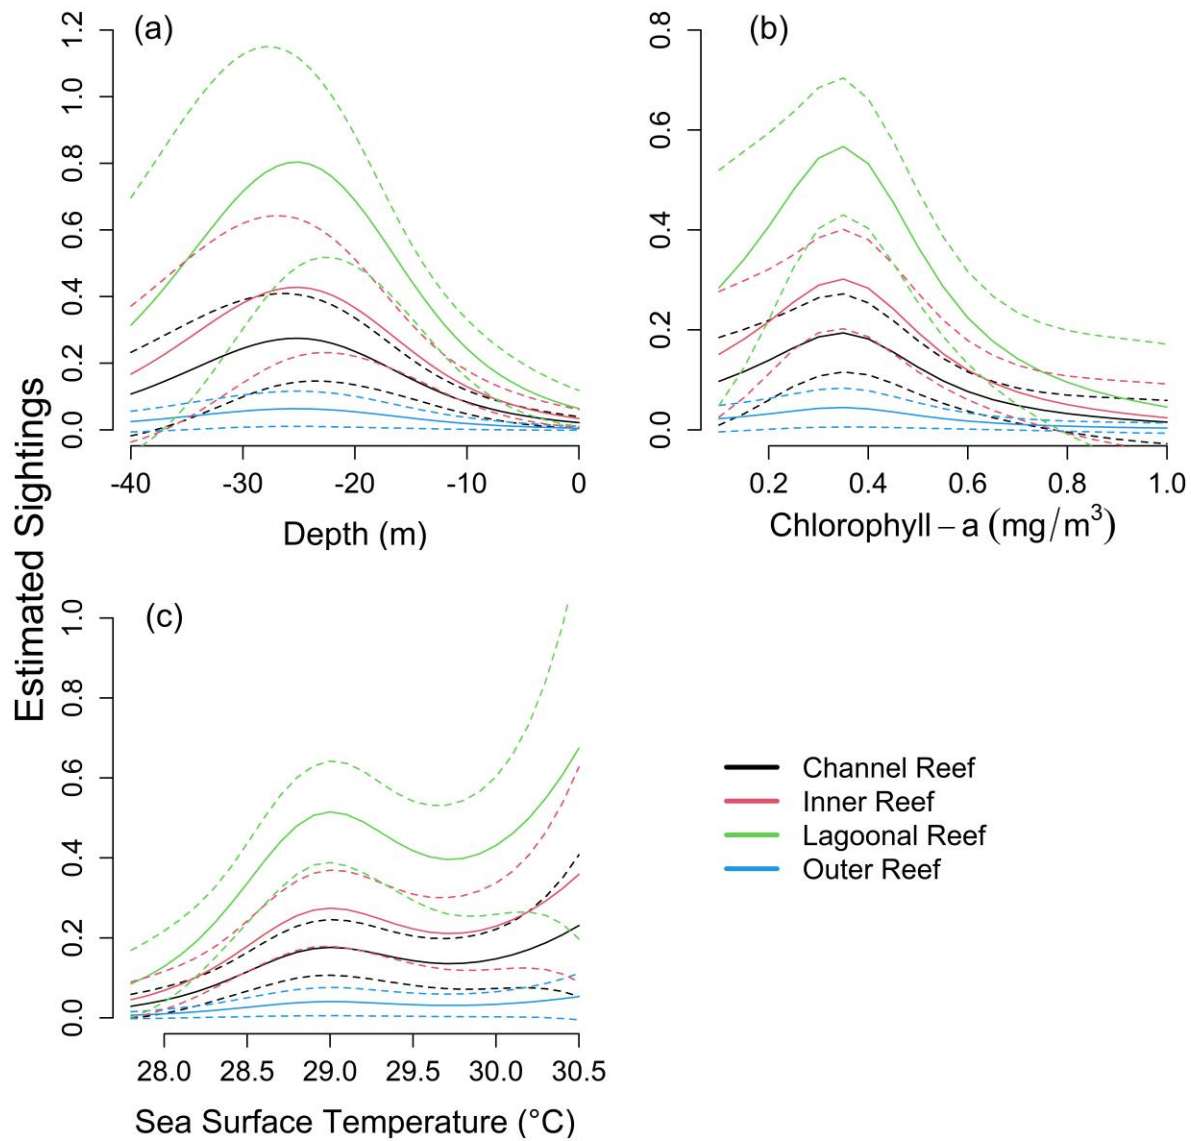 Estimated Sightings
(a)
1.2
1.0
0.8
0.6
0.4
0.2
0.0
-40 -30 -20 -10 0
Depth (m)
(b)
0.8
0.6
0.4
0.2
0.0
0.2 0.4 0.6 0.8 1.0
Chlorophyll – a (mg/m³)
(c)
1.0
0.8
0.6
0.4
0.2
0.0
28.0 28.5 29.0 29.5 30.0 30.5
Sea Surface Temperature (°C)
Channel Reef
Inner Reef
Lagoonal Reef
Outer Reef